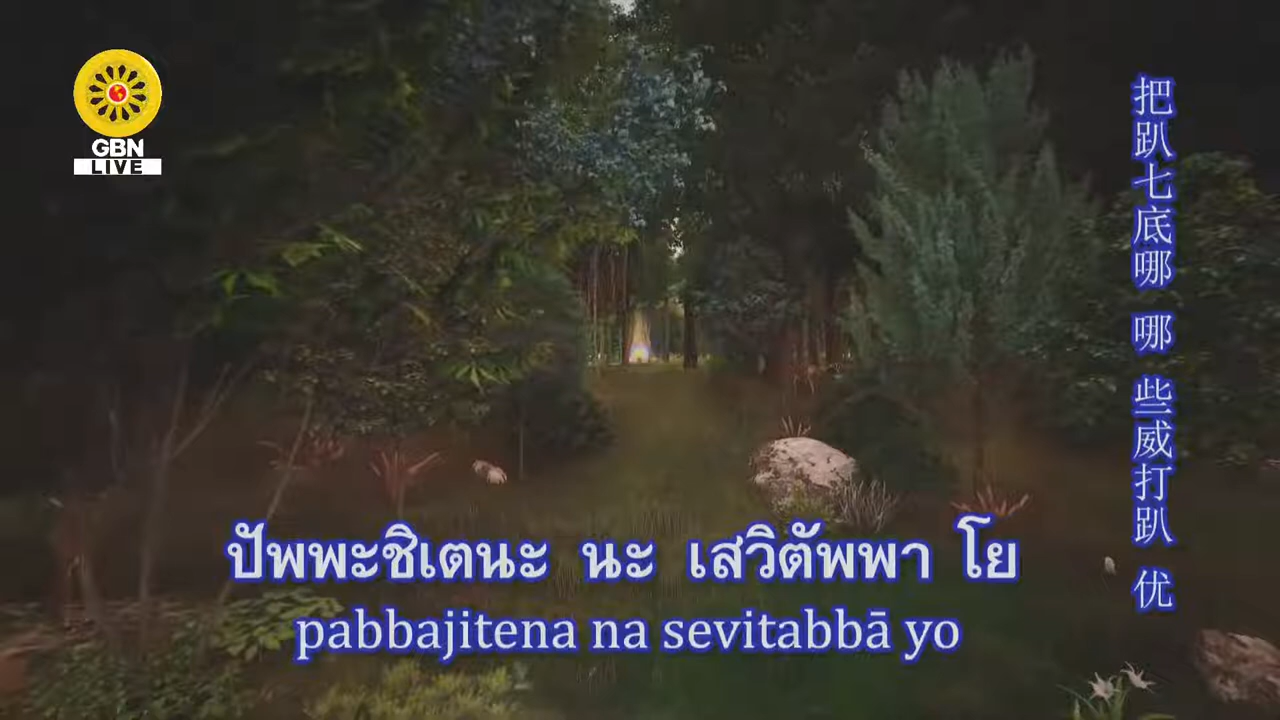 GBN
LIVE
把趴七底哪 哪 些威打趴 优
ปัพพะชิเตนะ นะ เสวิตัพพา โย
pabbajitena na sevitabbā yo